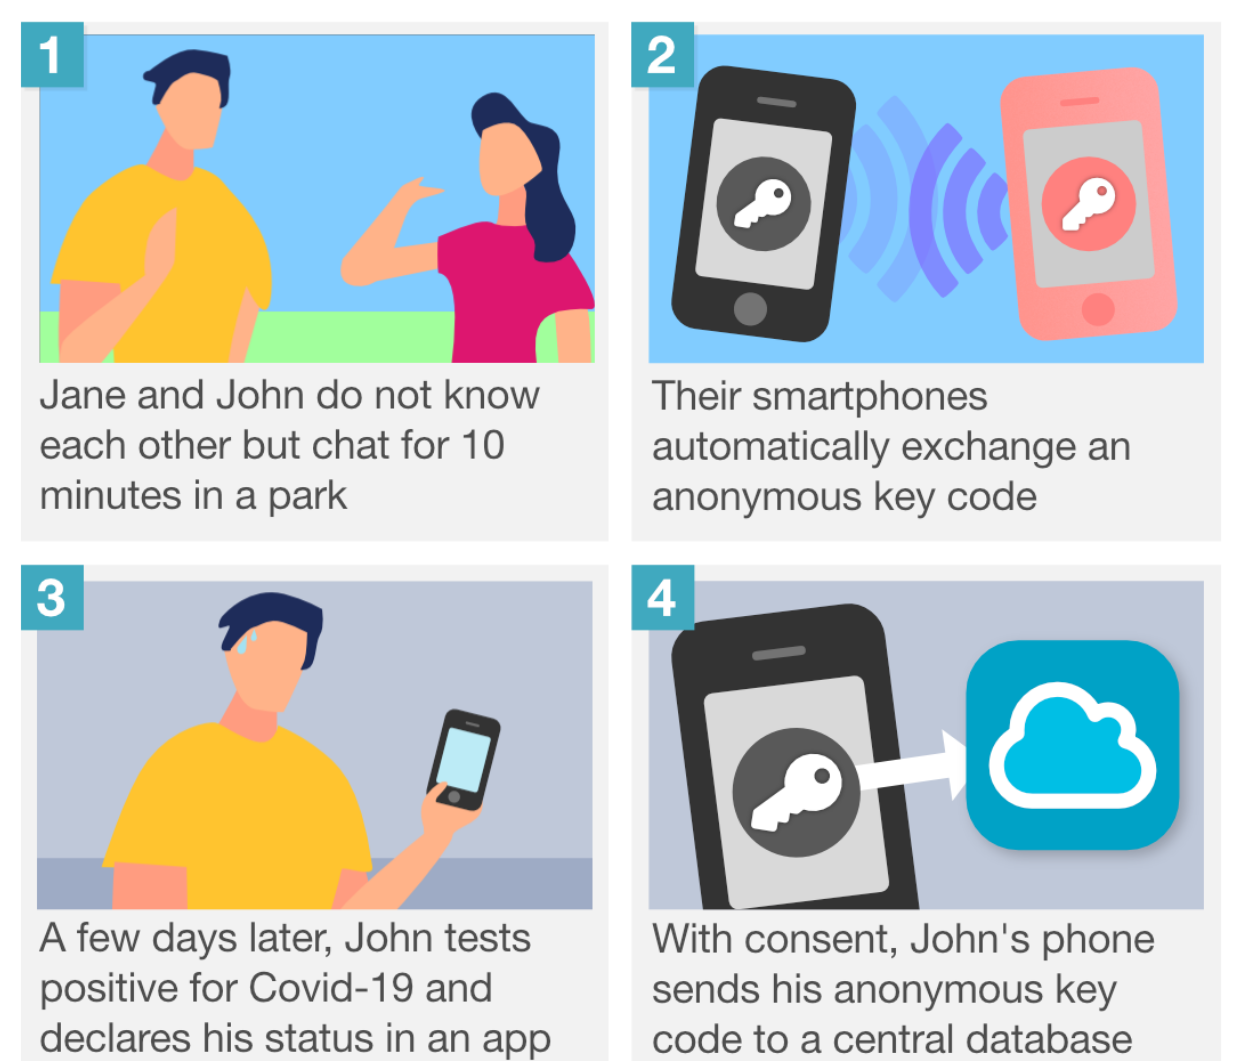 1
Jane and John do not know
each other but chat for 10
minutes in a park
2
Their smartphones
automatically exchange an
anonymous key code
3
A few days later, John tests
positive for Covid-19 and
declares his status in an app
4
With consent, John's phone
sends his anonymous key
code to a central database